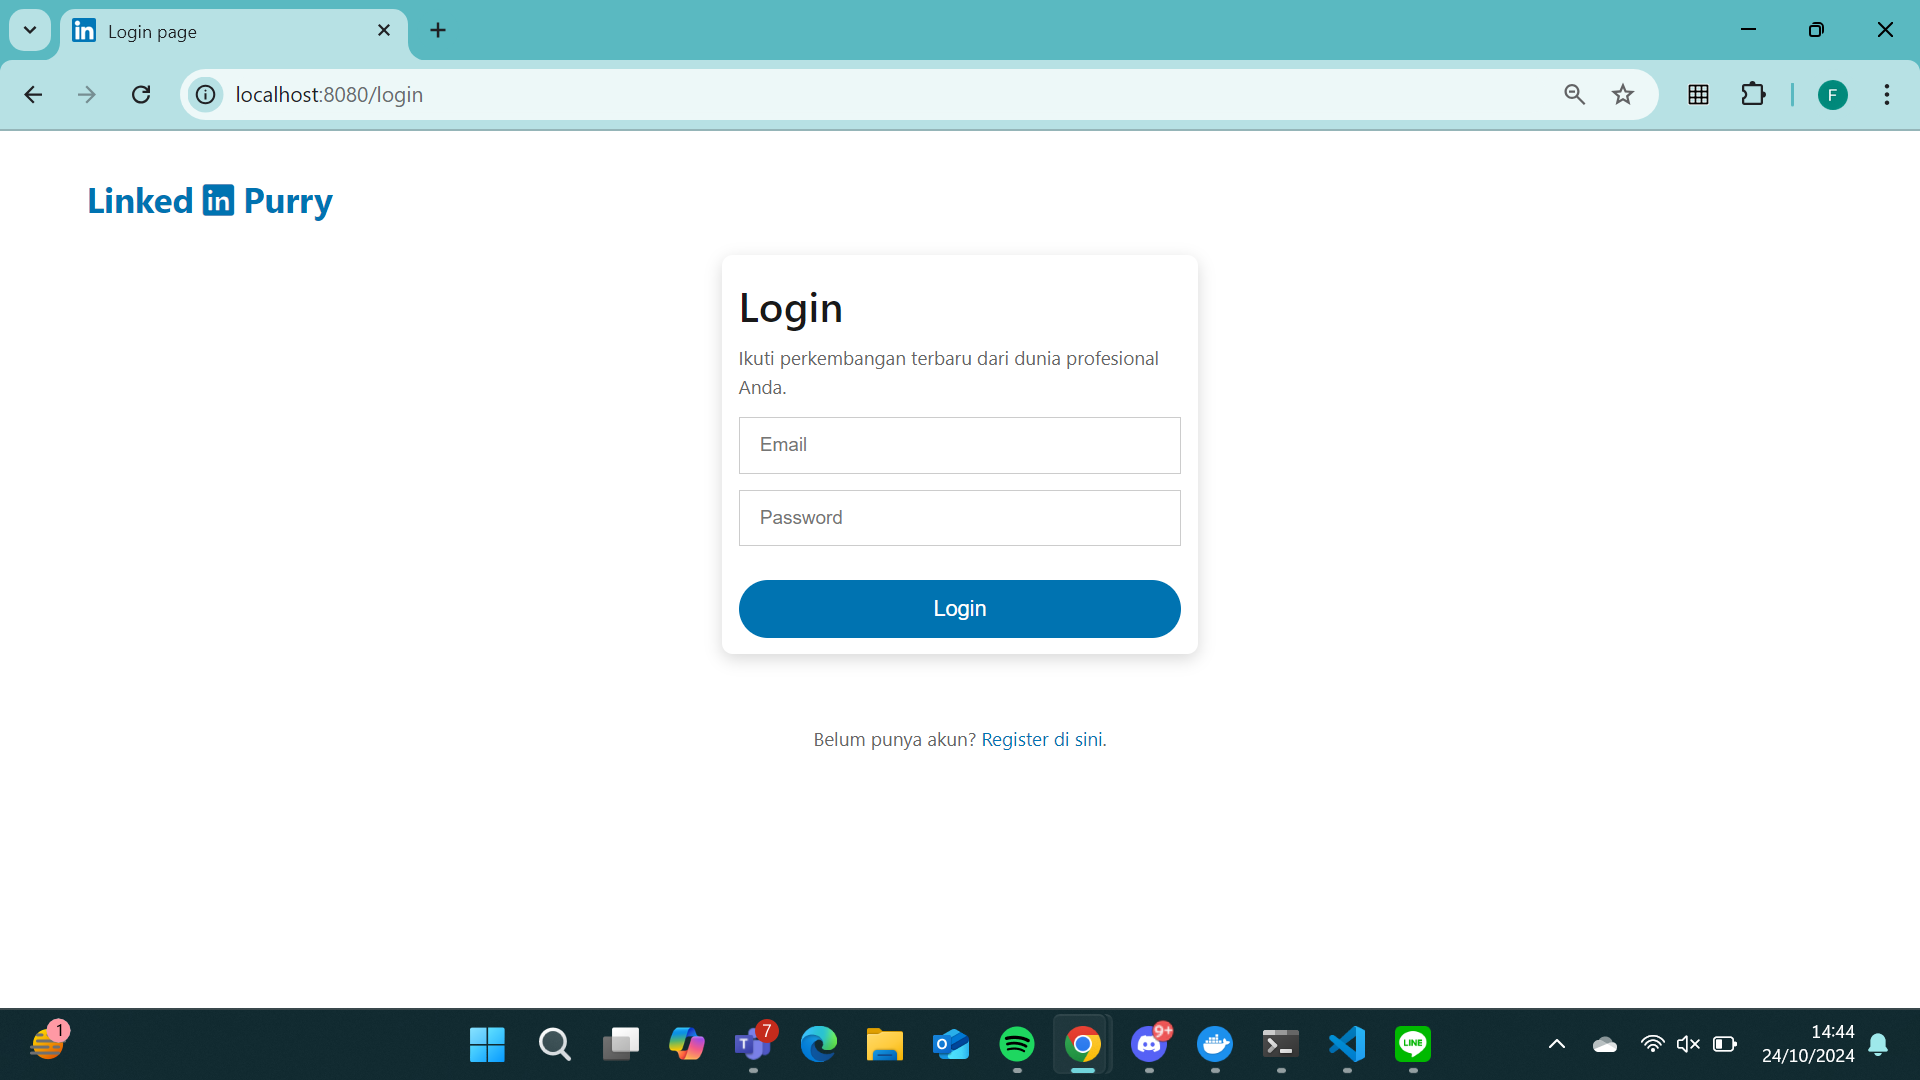 Login page
localhost:8080/login
F
Linked in Purry
Login
Ikuti perkembangan terbaru dari dunia profesional
Anda.
Email
Password
Login
Belum punya akun? Register di sini.
1
7
9+
LINE
14:44
24/10/2024